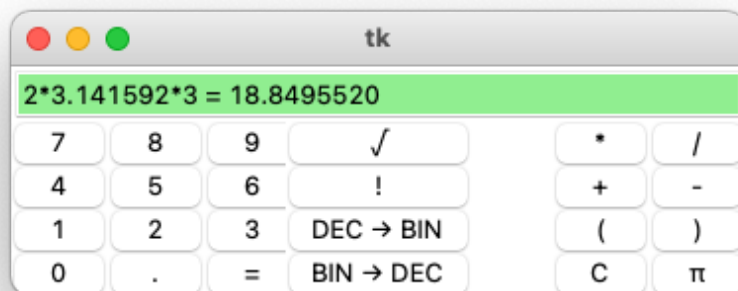 tk
2*3.141592*3 = 18.8495520
7 8 9 √ * /
4 5 6 ! + -
1 2 3 DEC → BIN ( )
0 . = BIN → DEC C π